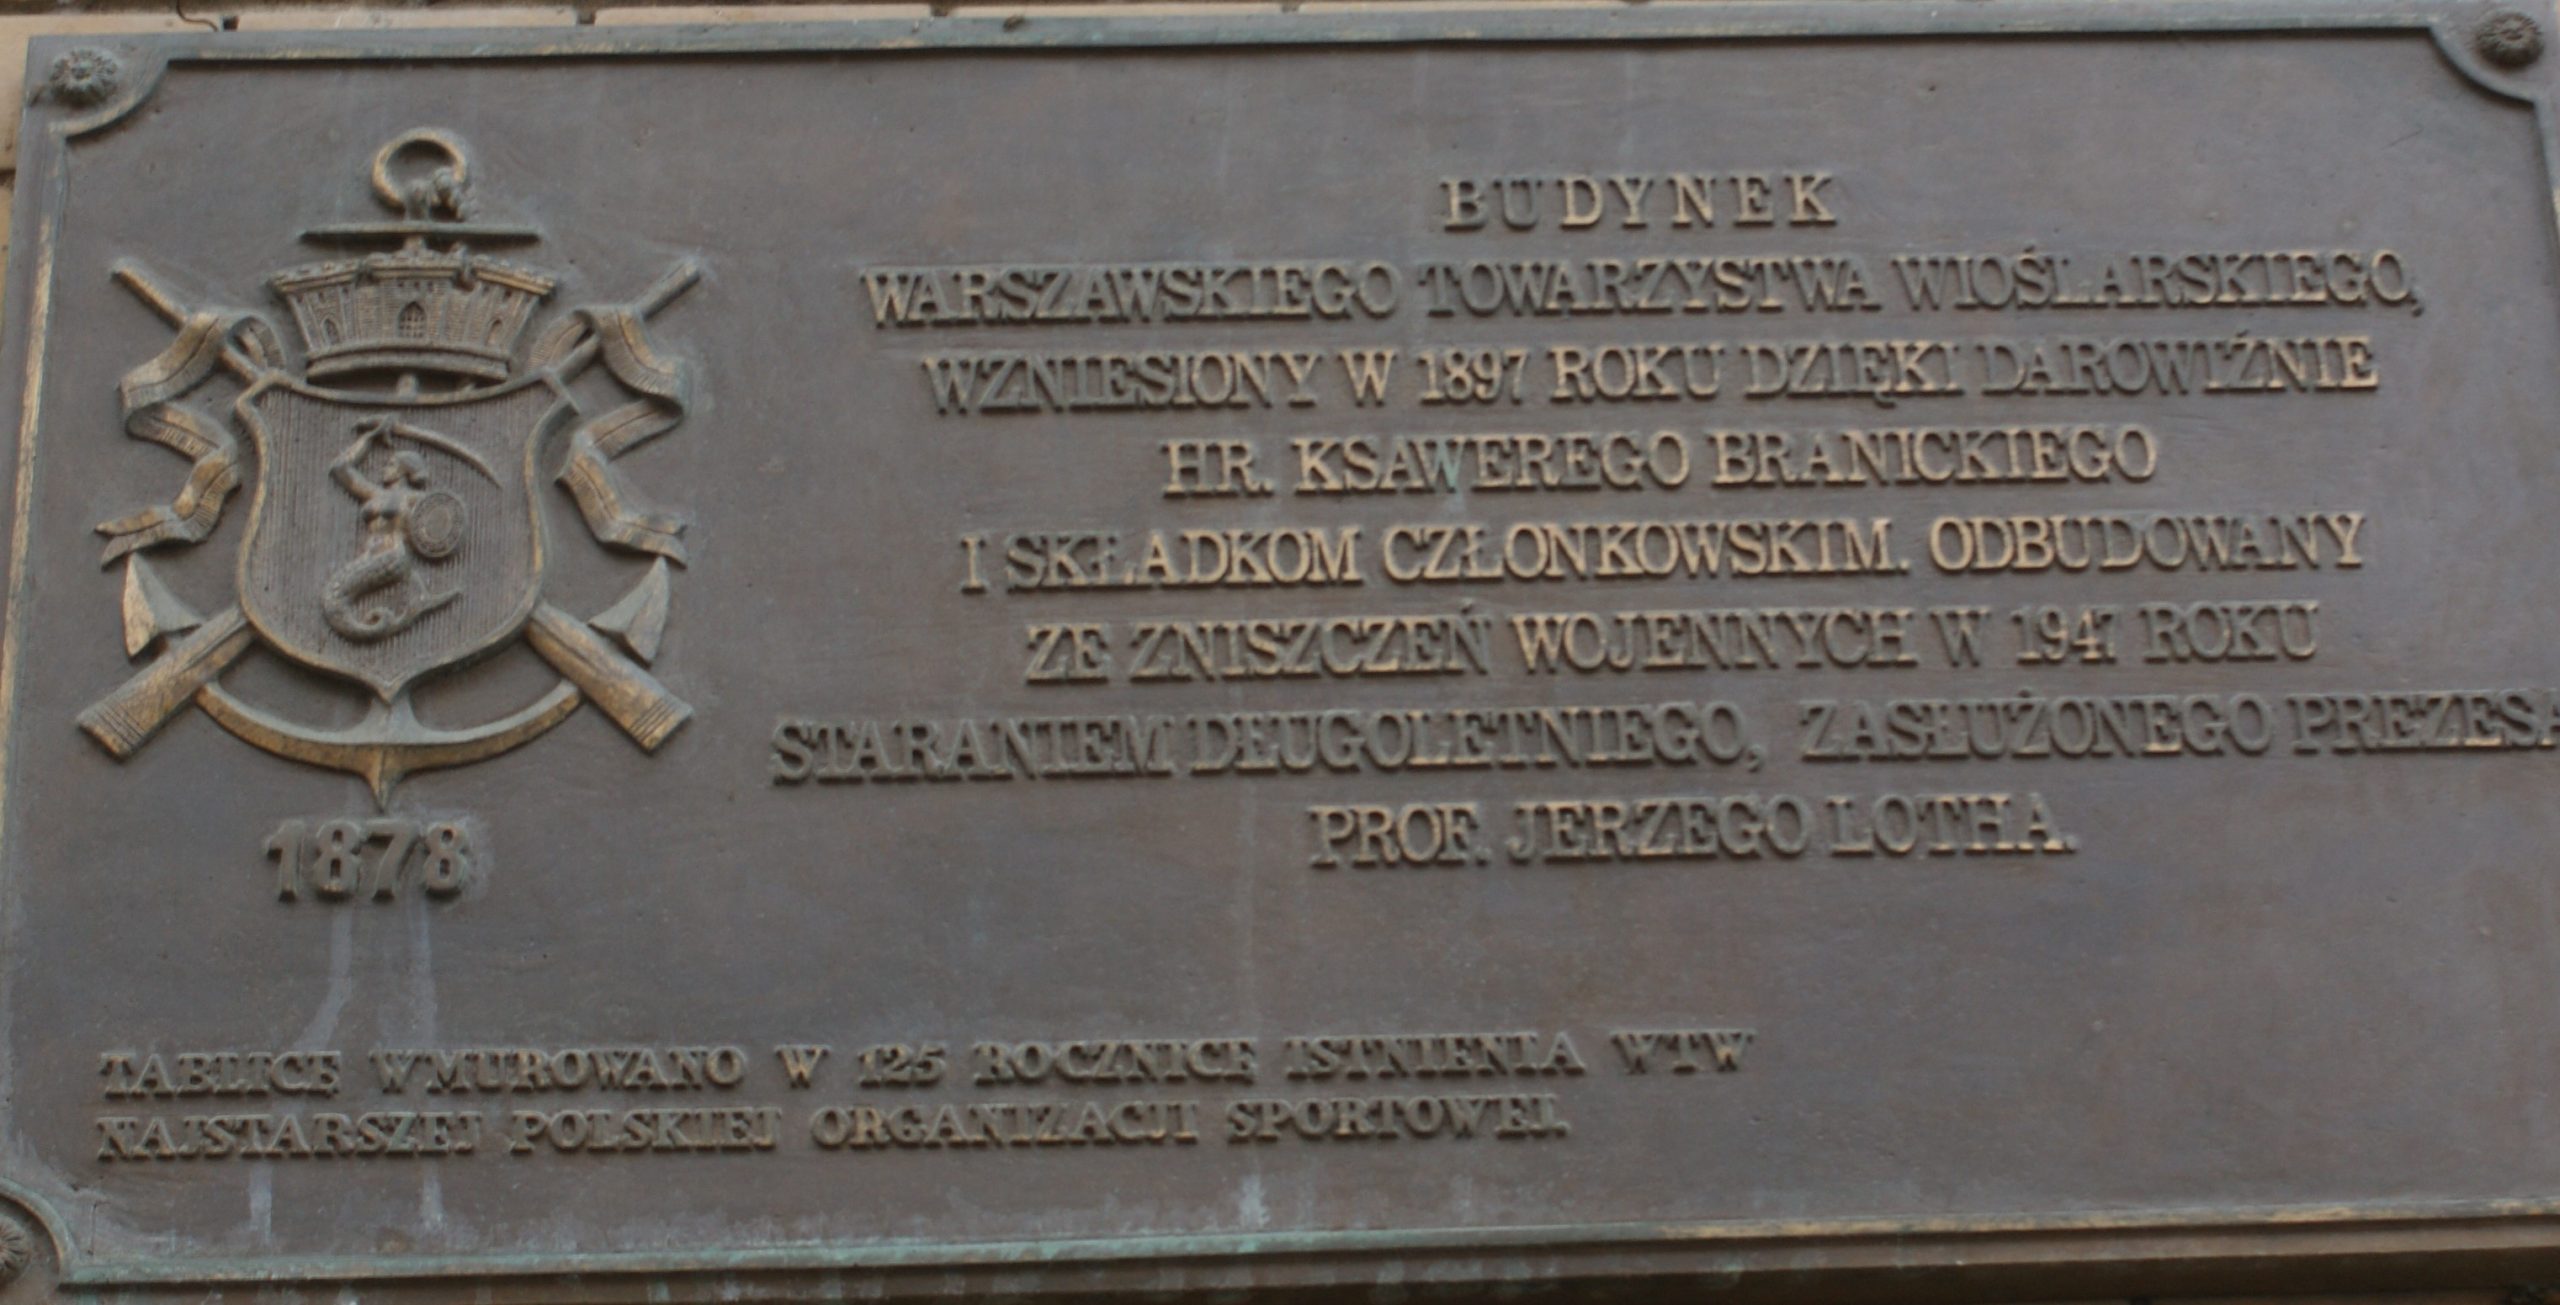 BUDYNEK
WARSZAWSKIEGO TOWARZYSTWA WIOŚLARSKIEGO,
WZNIESIONY W 1897 ROKU DZIĘKI DAROWIŹNIE
HR. KSAWEREGO BRANICKIEGO
I SKŁADKOM CZŁONKOWSKIM. ODBUDOWANY
ZE ZNISZCZEŃ WOJENNYCH W 1947 ROKU
STARANIEM DŁUGOLETNIEGO, ZASŁUŻONEGO PREZESA
PROF. JERZEGO LOTHA.
1878
TABLICĘ WMUROWANO W 125 ROCZNICĘ ISTNIENIA WTW
NAJSTARSZEJ POLSKIEJ ORGANIZACJI SPORTOWEJ.